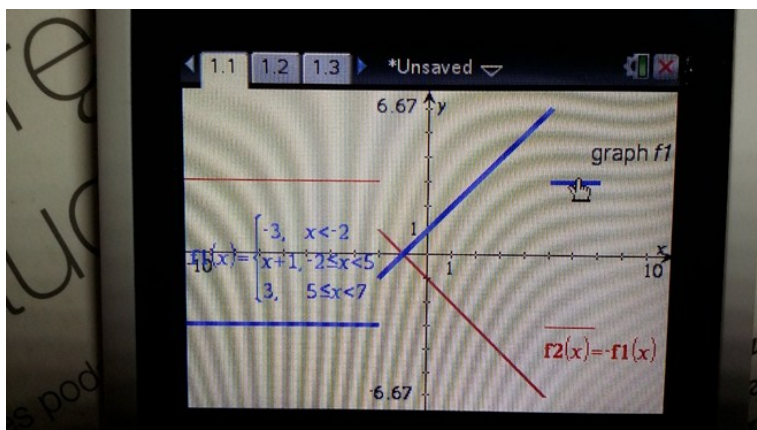 1.1 1.2 1.3 *Unsaved
6.67 y
graph f1
1
x
-3, x<-2
f1(x)= x+1, -2≤x<5
3, 5≤x<7
-10 1 10
f2(x)=-f1(x)
-6.67
s pod